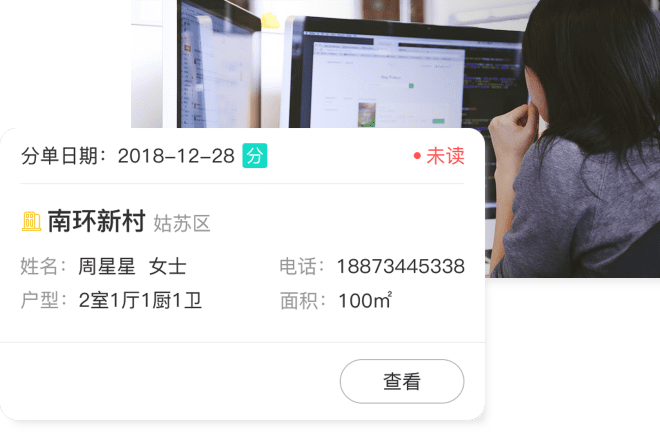 分单日期：2018-12-28 分 • 未读
南环新村 姑苏区
姓名：周星星 女士 电话：18873445338
户型：2室1厅1厨1卫 面积：100㎡
查看